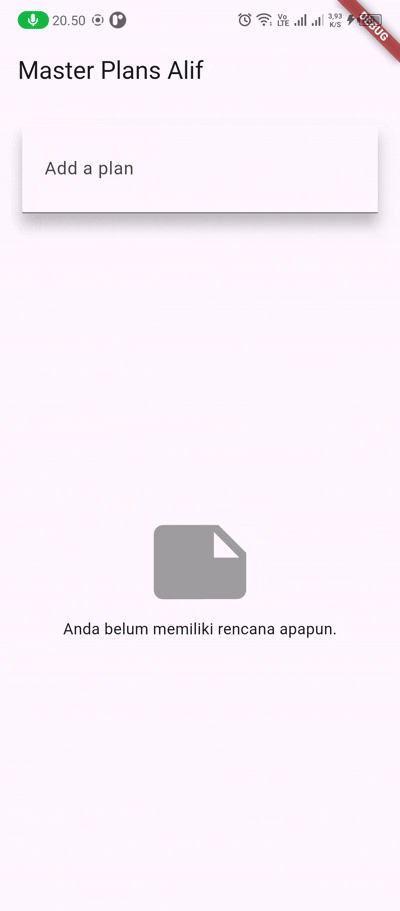 20.50
Vo
LTE
3,93
K/S
DEBUG
Master Plans Alif
Add a plan
Anda belum memiliki rencana apapun.